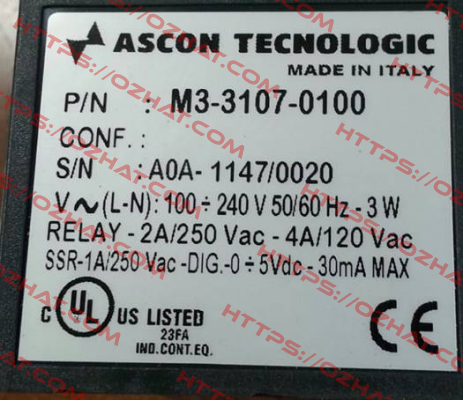 ASCON TECNOLOGIC
MADE IN ITALY
P/N : M3-3107-0100
CONF. :
S/N : A0A- 1147/0020
V ~ (L-N): 100 ÷ 240 V 50/60 Hz - 3 W
RELAY - 2A/250 Vac - 4A/120 Vac
SSR-1A/250 Vac -DIG.-0 ÷ 5Vdc - 30mA MAX
C UL US LISTED
23FA
IND.CONT.EQ.
CE
HTTPS://OZHAT.COM